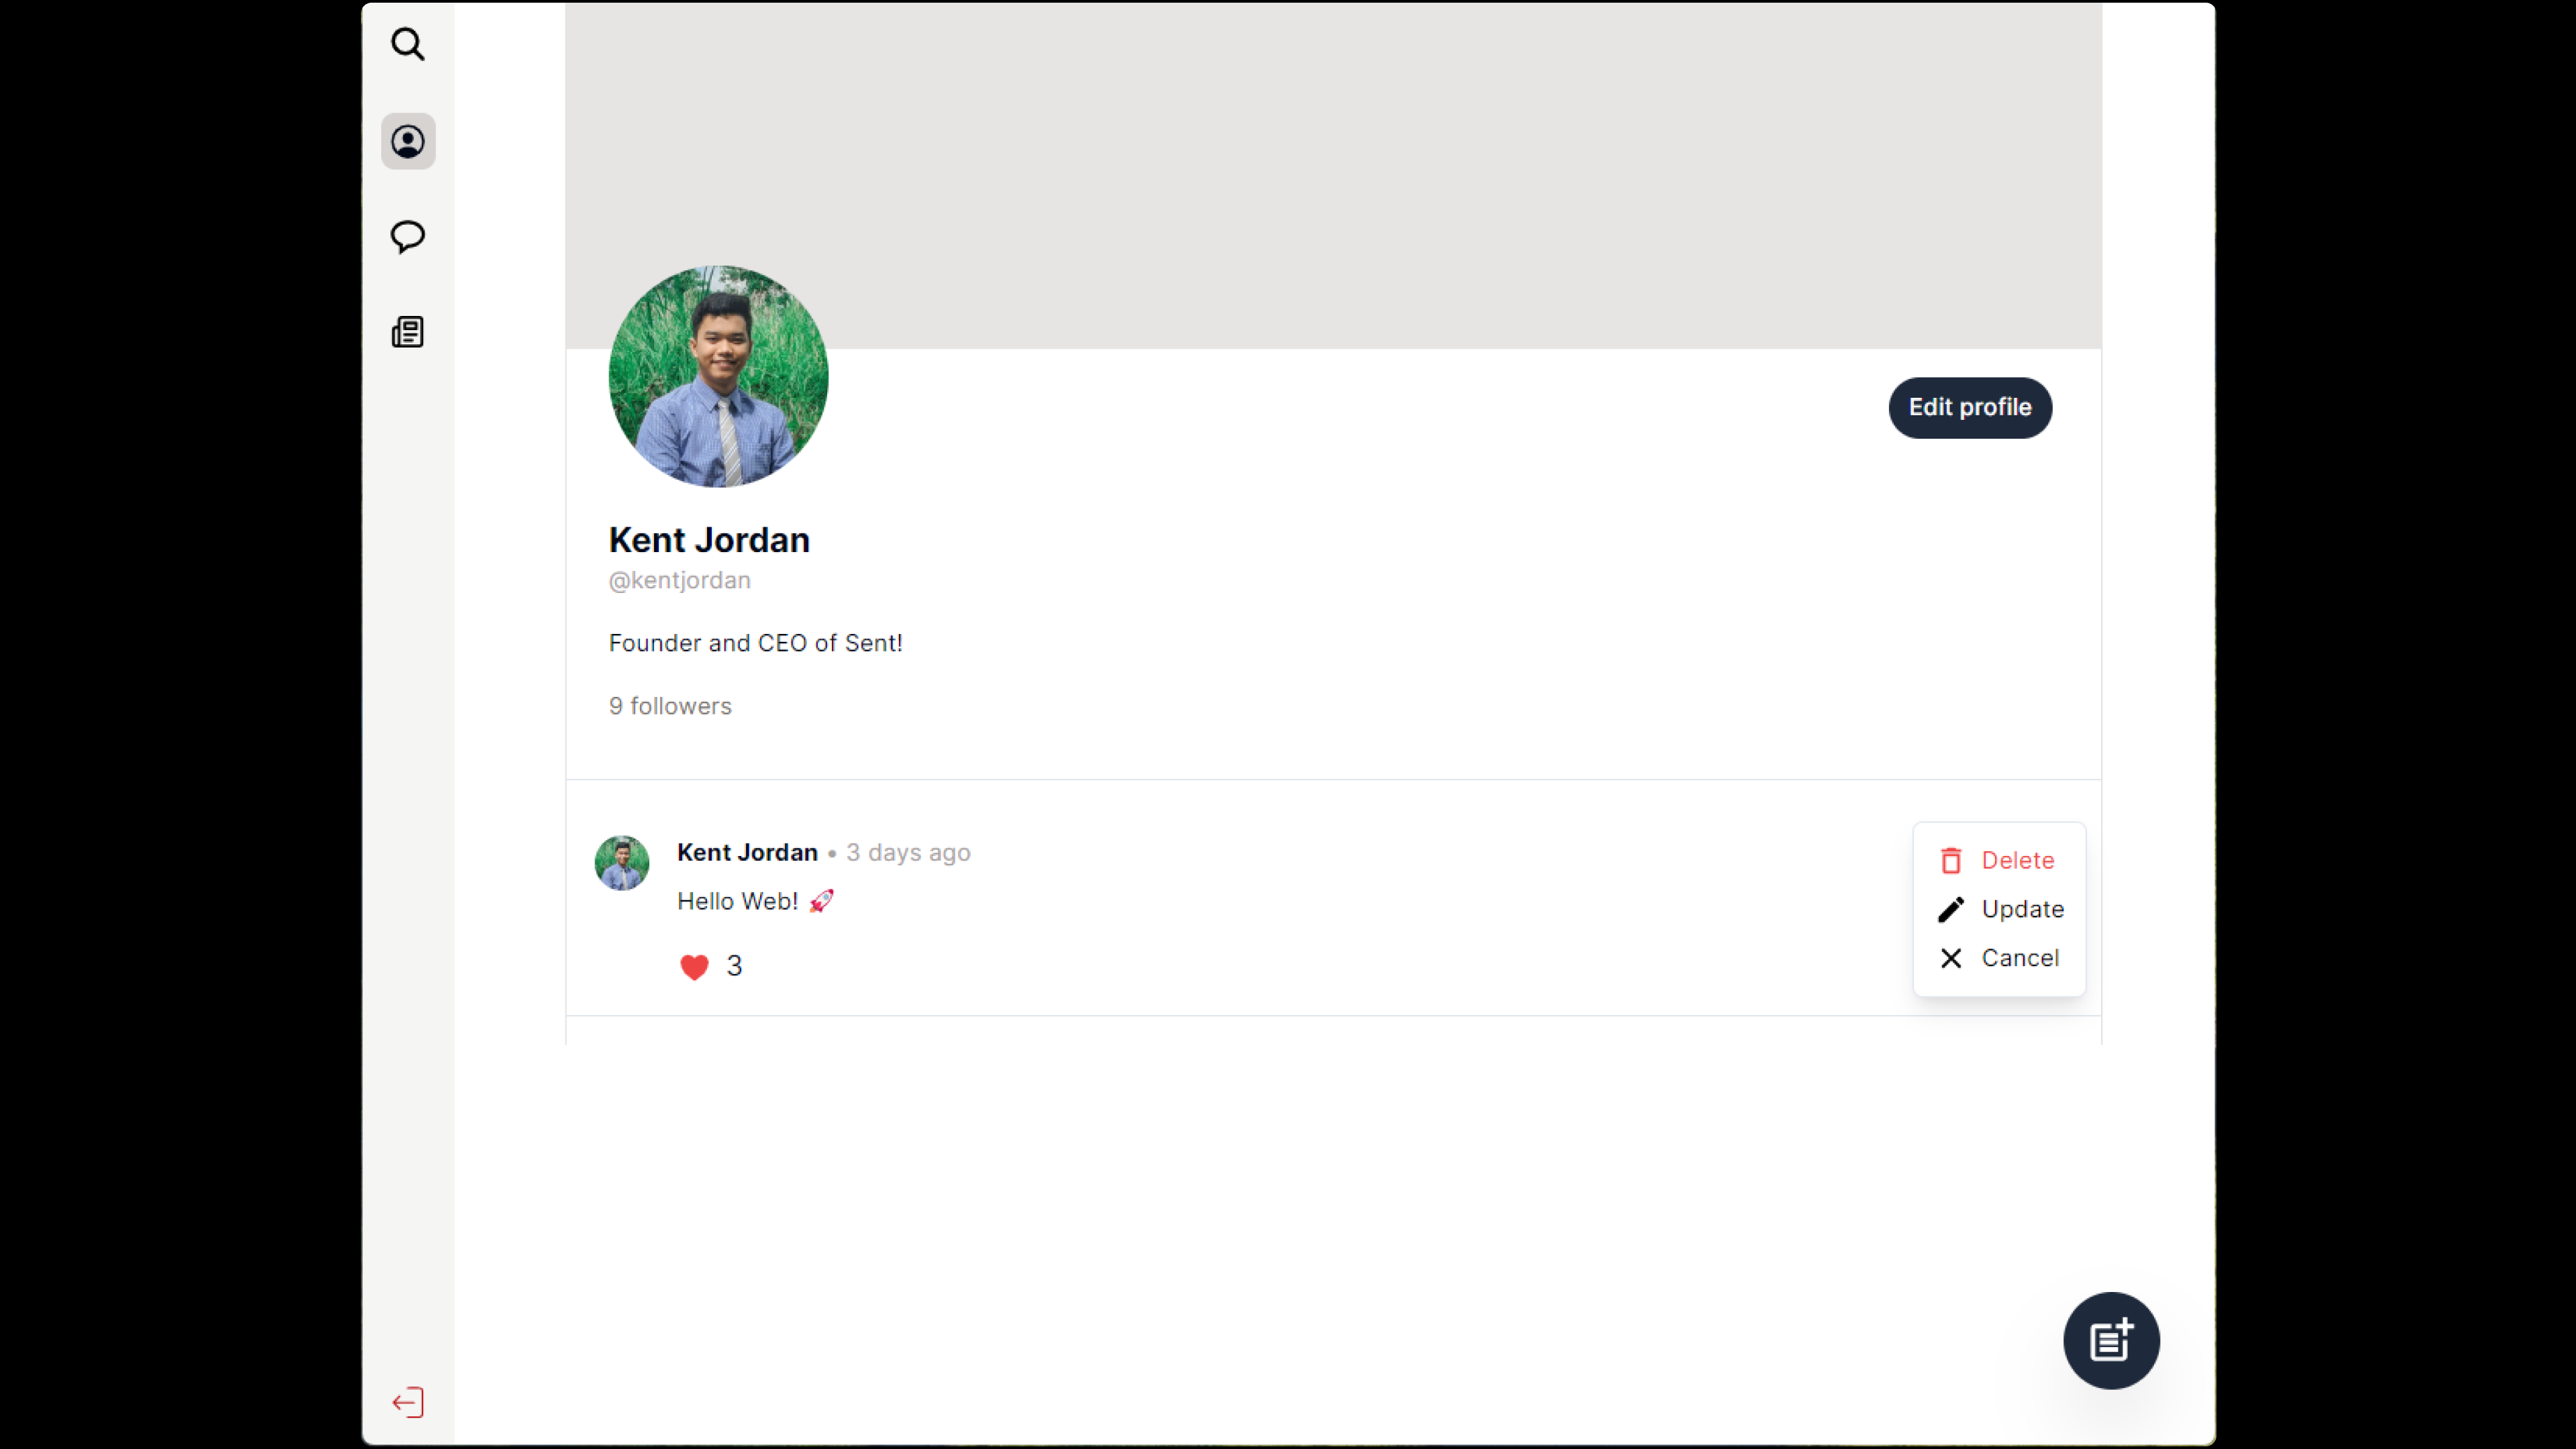 Edit profile
Kent Jordan
@kentjordan
Founder and CEO of Sent!
9 followers
Kent Jordan • 3 days ago
Hello Web! 🚀
3
Delete
Update
Cancel